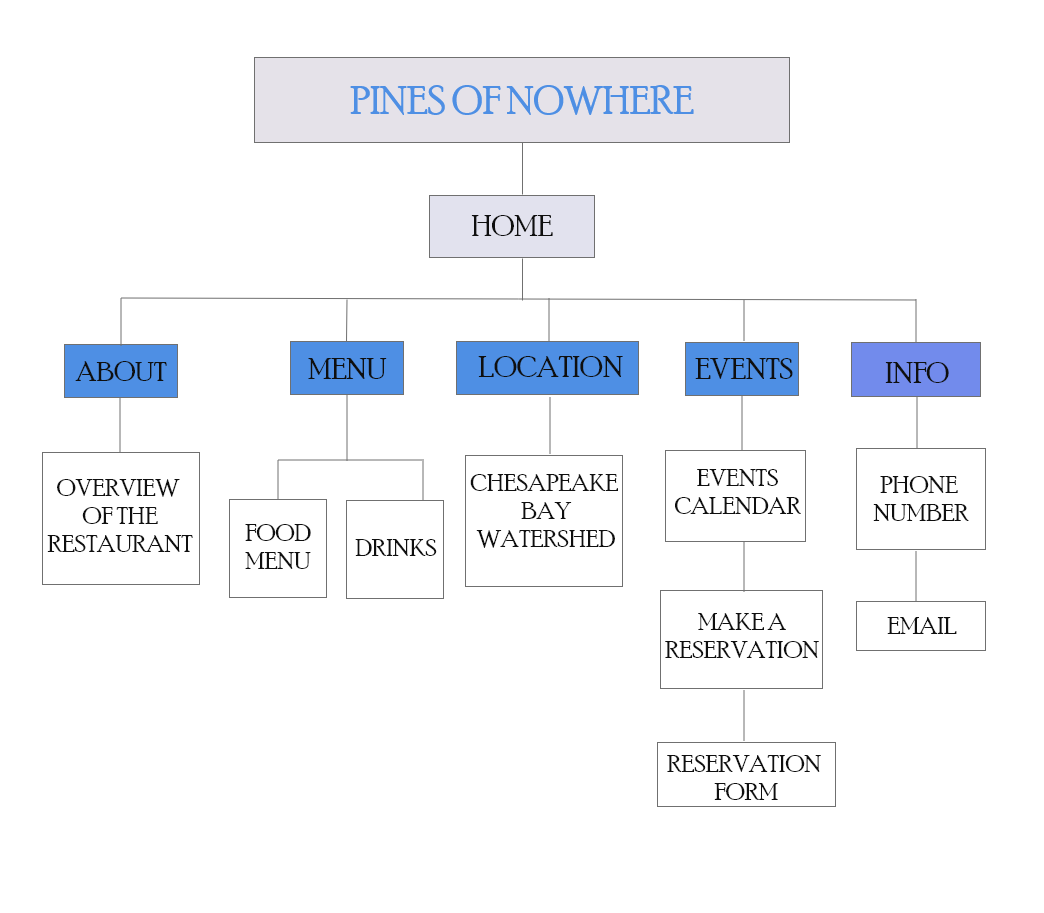 PINES OF NOWHERE
HOME
ABOUT
MENU
LOCATION
EVENTS
INFO
OVERVIEW
OF THE
RESTAURANT
FOOD
MENU
DRINKS
CHESAPEAKE
BAY
WATERSHED
EVENTS
CALENDAR
MAKE A
RESERVATION
RESERVATION
FORM
PHONE
NUMBER
EMAIL